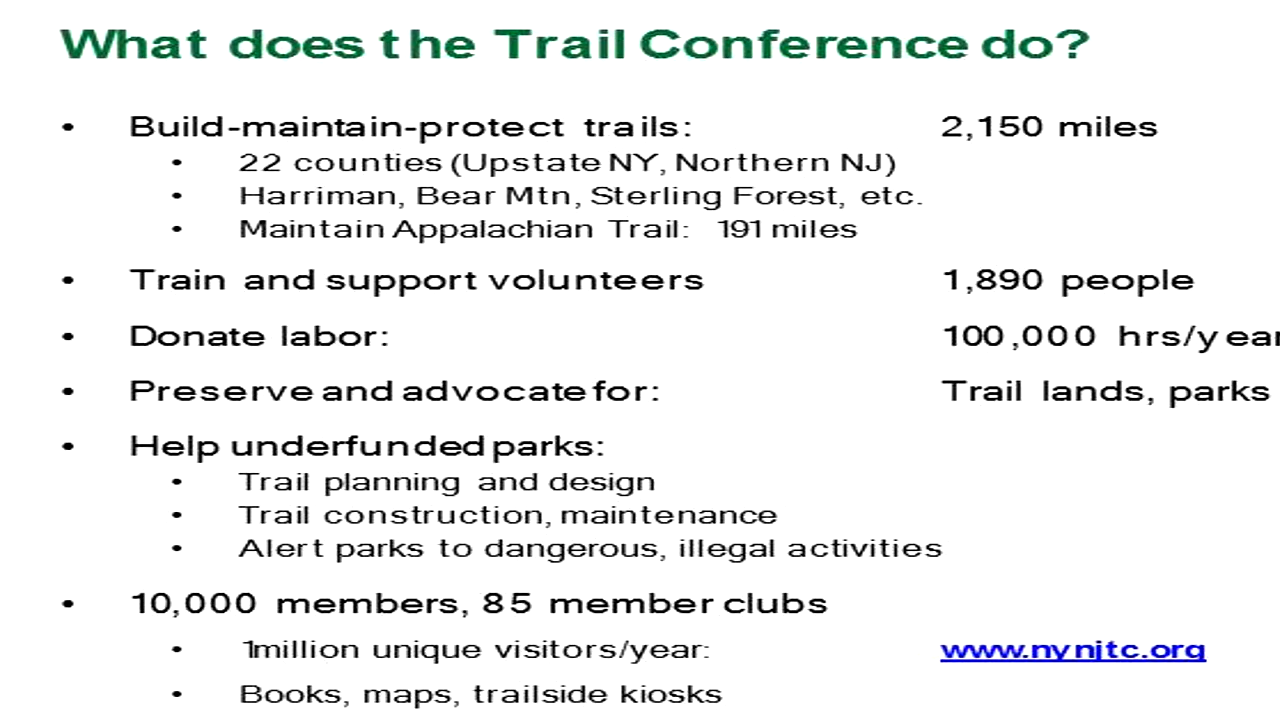 What does the Trail Conference do?
• Build-maintain-protect trails: 2,150 miles
• 22 counties (Upstate NY, Northern NJ)
• Harriman, Bear Mtn, Sterling Forest, etc.
• Maintain Appalachian Trail: 191 miles
• Train and support volunteers 1,890 people
• Donate labor: 100,000 hrs/year
• Preserve and advocate for: Trail lands, parks
• Help underfunded parks:
• Trail planning and design
• Trail construction, maintenance
• Alert parks to dangerous, illegal activities
• 10,000 members, 85 member clubs
• 1million unique visitors/year: www.nynjtc.org
• Books, maps, trailside kiosks